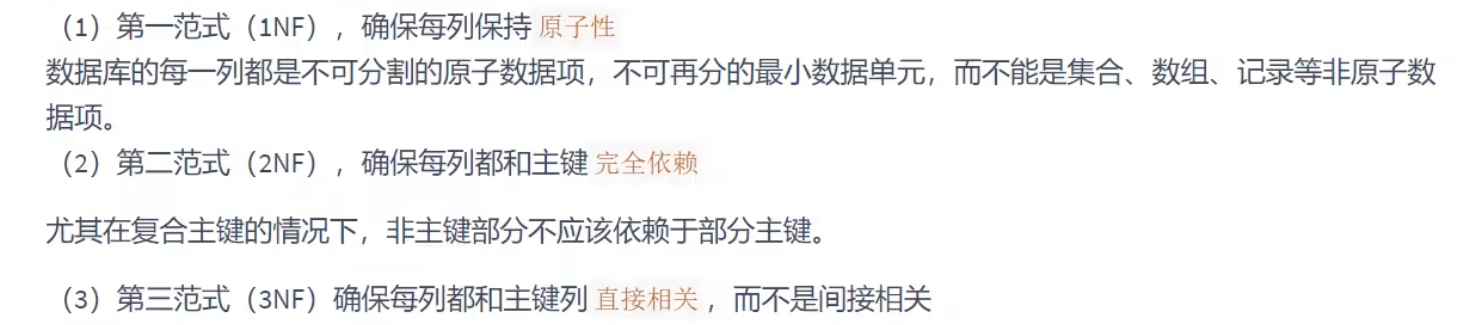 （1）第一范式（1NF），确保每列保持 原子性
数据库的每一列都是不可分割的原子数据项，不可再分的最小数据单元，而不能是集合、数组、记录等非原子数
据项。
（2）第二范式（2NF），确保每列都和主键 完全依赖
尤其在复合主键的情况下，非主键部分不应该依赖于部分主键。
（3）第三范式（3NF）确保每列都和主键列 直接相关 ，而不是间接相关